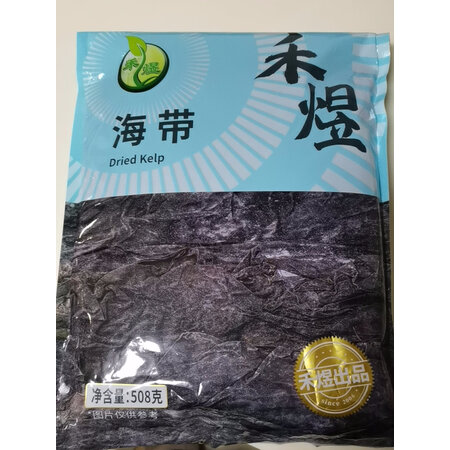 禾煜
禾煜
海带
Dried Kelp
净含量:508克
*图片仅供参考
禾煜出品